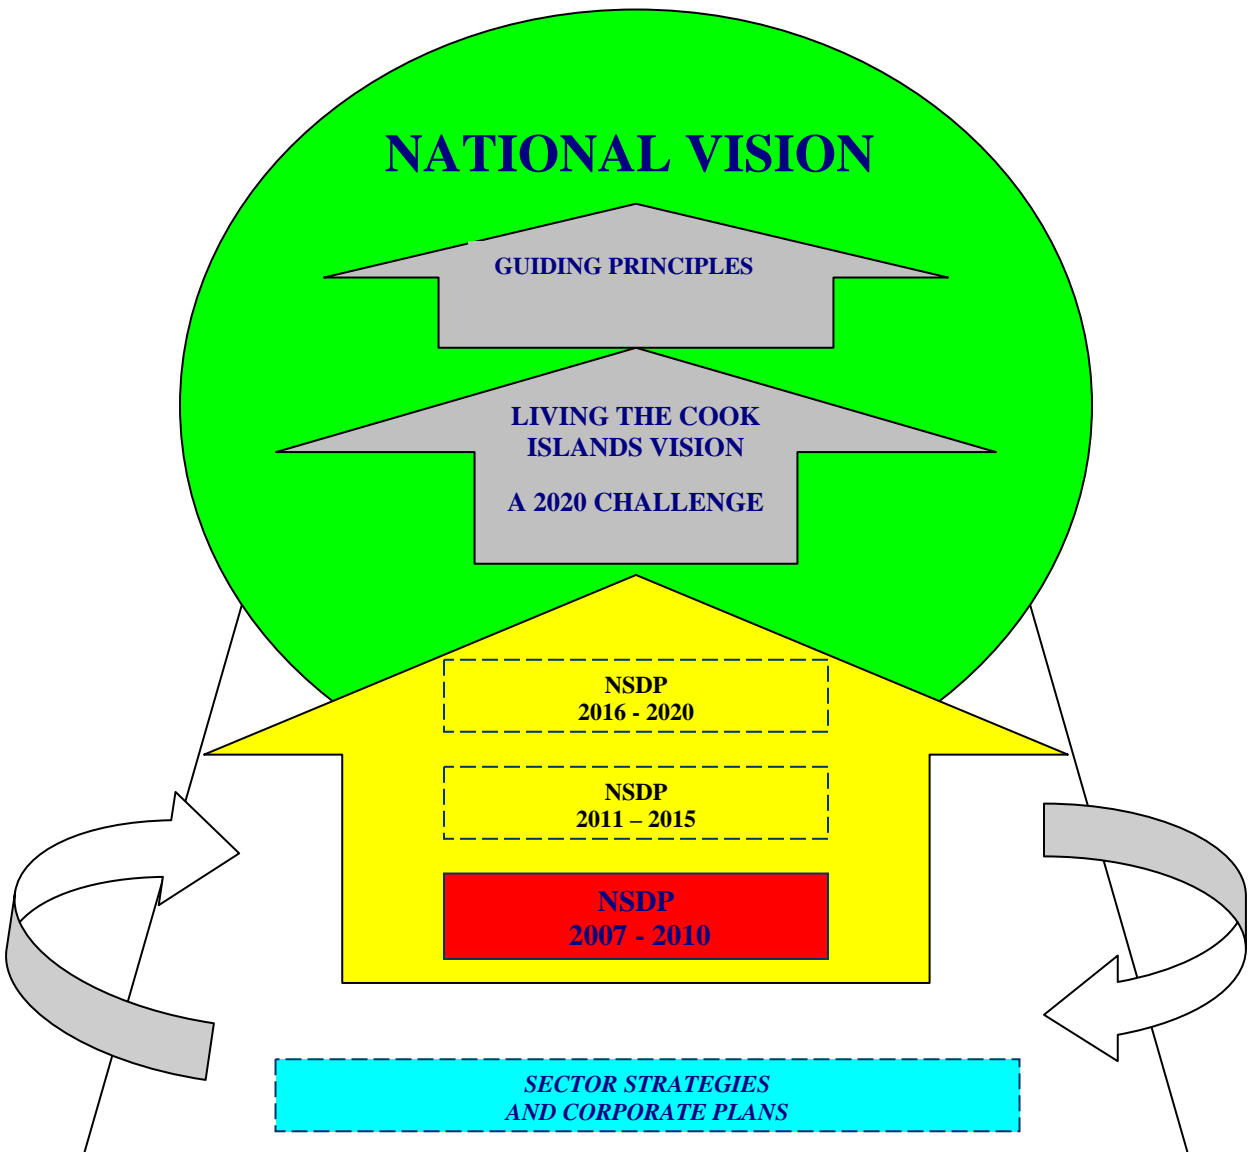 NATIONAL VISION
GUIDING PRINCIPLES
LIVING THE COOK
ISLANDS VISION
A 2020 CHALLENGE
NSDP
2016 - 2020
NSDP
2011 – 2015
NSDP
2007 - 2010
SECTOR STRATEGIES
AND CORPORATE PLANS